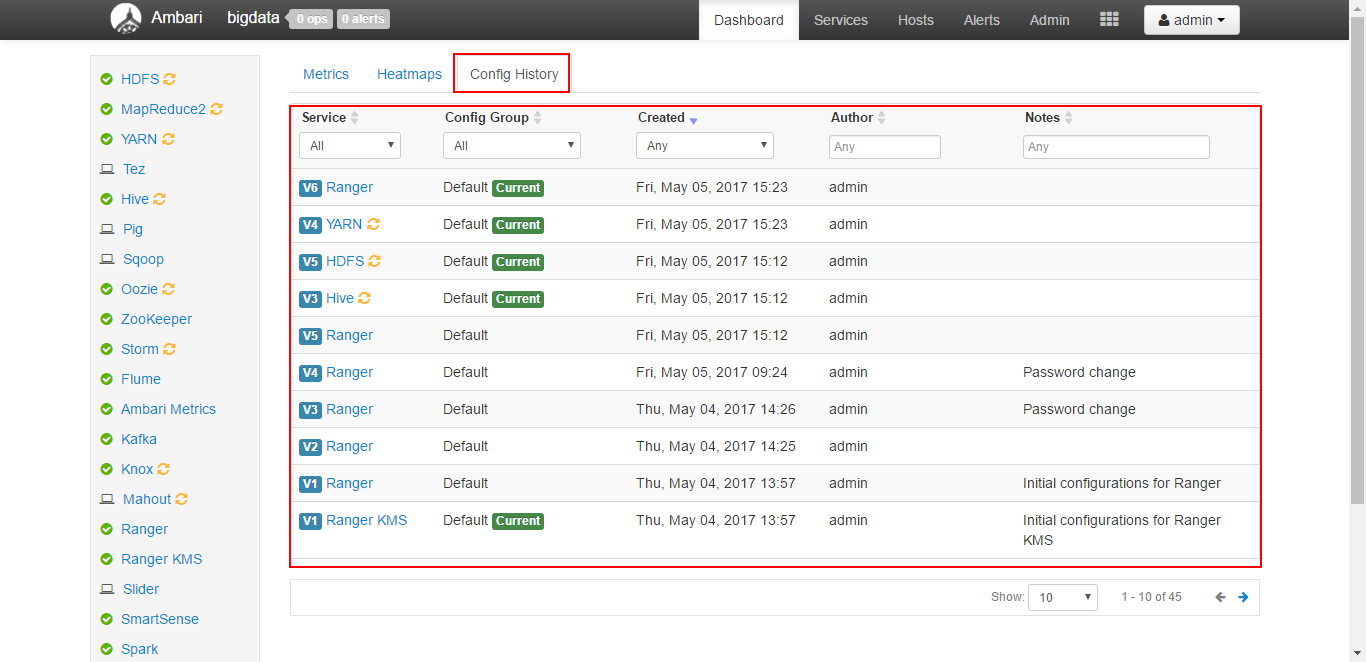 Ambari bigdata 0 ops 0 alerts Dashboard Services Hosts Alerts Admin admin
HDFS
MapReduce2
YARN
Tez
Hive
Pig
Sqoop
Oozie
ZooKeeper
Storm
Flume
Ambari Metrics
Kafka
Knox
Mahout
Ranger
Ranger KMS
Slider
SmartSense
Spark
Metrics Heatmaps Config History
Service Config Group Created Author Notes
All All Any Any Any
V6 Ranger Default Current Fri, May 05, 2017 15:23 admin
V4 YARN Default Current Fri, May 05, 2017 15:23 admin
V5 HDFS Default Current Fri, May 05, 2017 15:12 admin
V3 Hive Default Current Fri, May 05, 2017 15:12 admin
V5 Ranger Default Fri, May 05, 2017 15:12 admin
V4 Ranger Default Fri, May 05, 2017 09:24 admin Password change
V3 Ranger Default Thu, May 04, 2017 14:26 admin Password change
V2 Ranger Default Thu, May 04, 2017 14:25 admin
V1 Ranger Default Thu, May 04, 2017 13:57 admin Initial configurations for Ranger
V1 Ranger KMS Default Current Thu, May 04, 2017 13:57 admin Initial configurations for Ranger
KMS
Show: 10 1 - 10 of 45